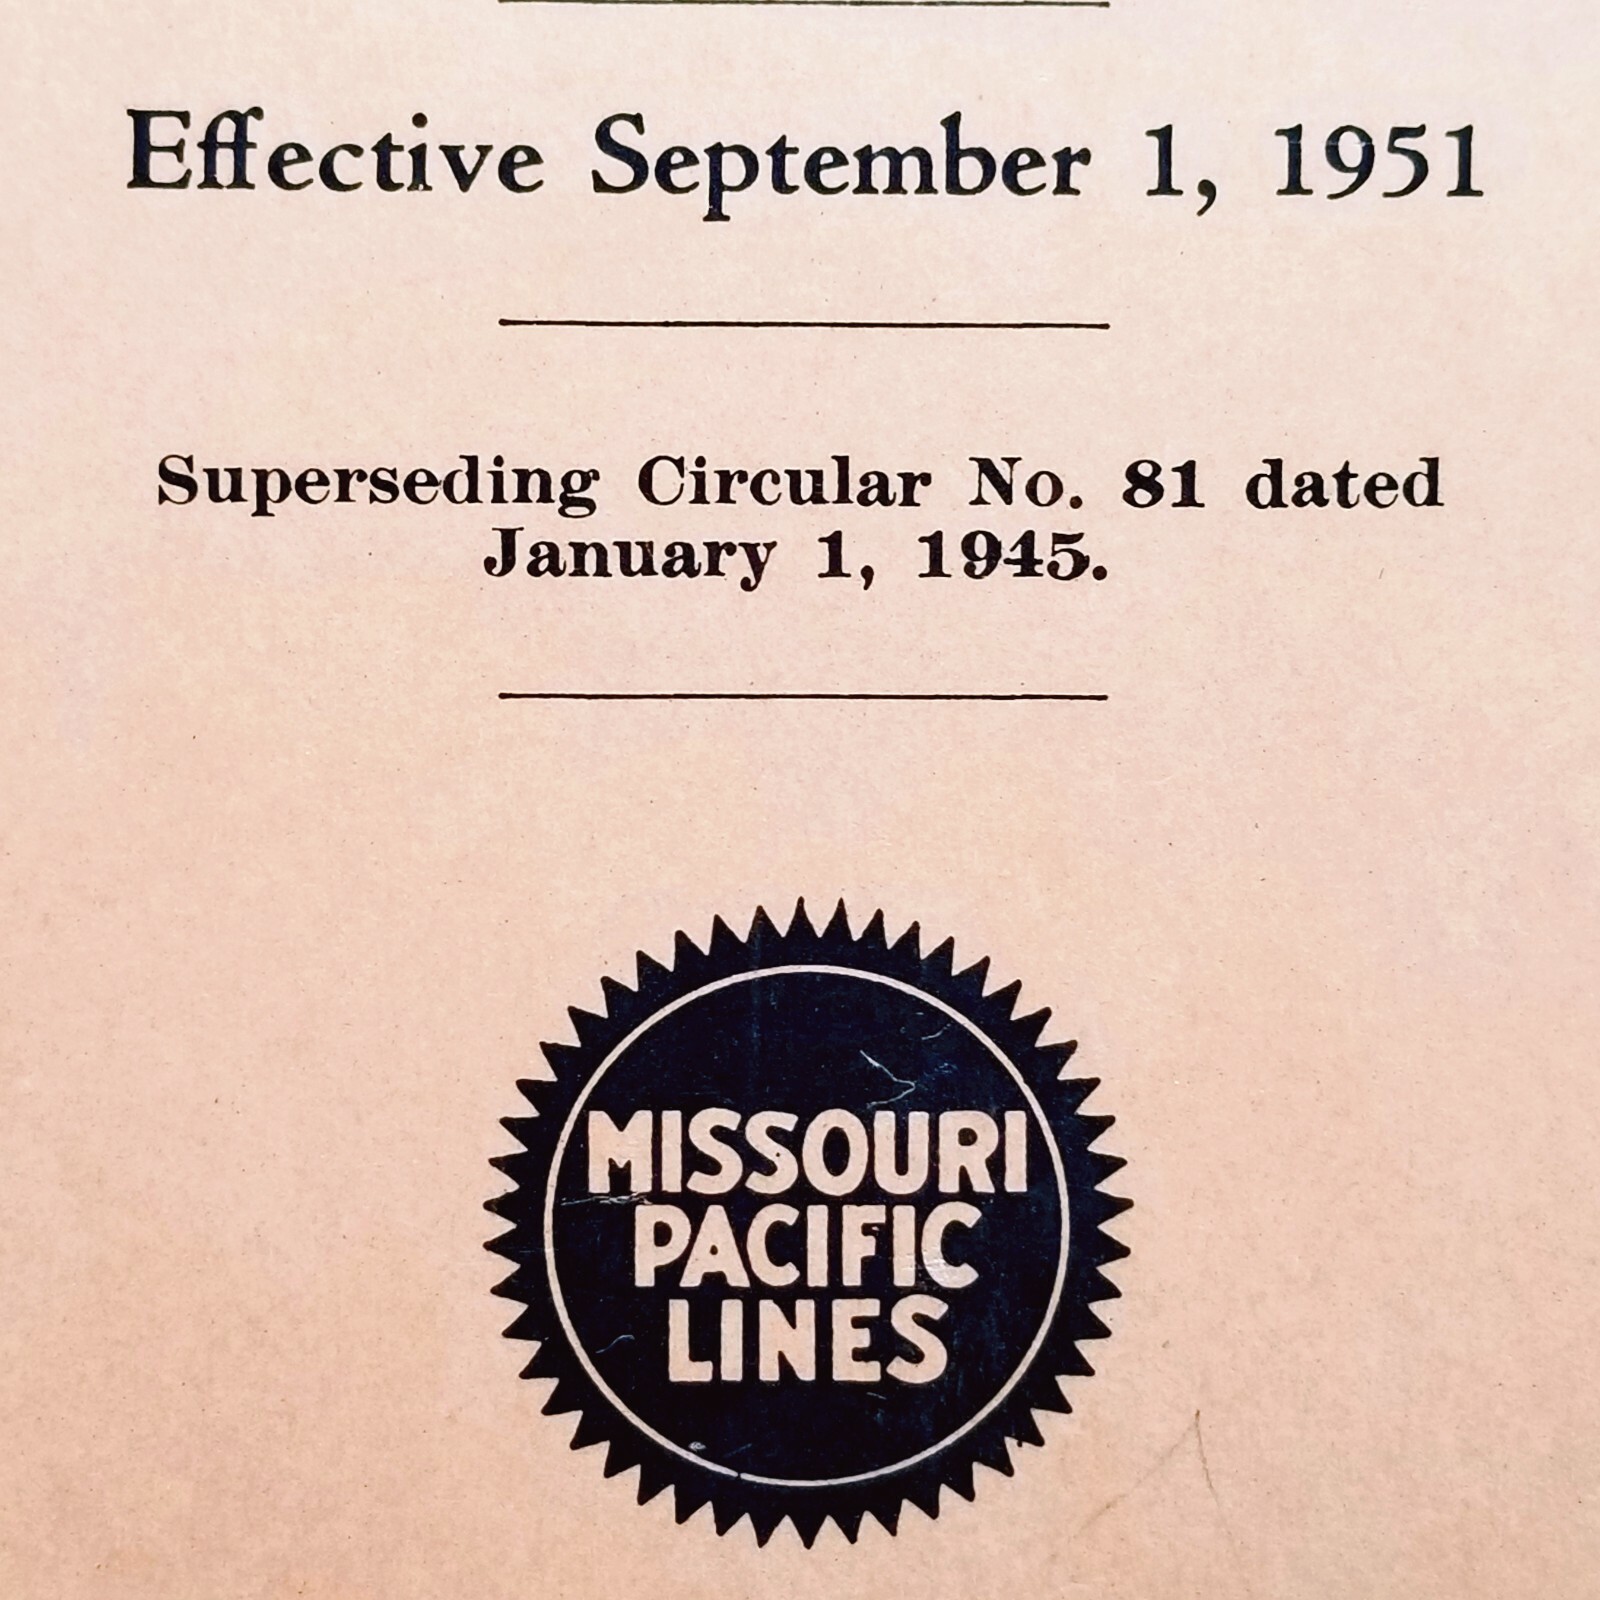 Effective September 1, 1951
Superseding Circular No. 81 dated
January 1, 1945.
MISSOURI
PACIFIC
LINES